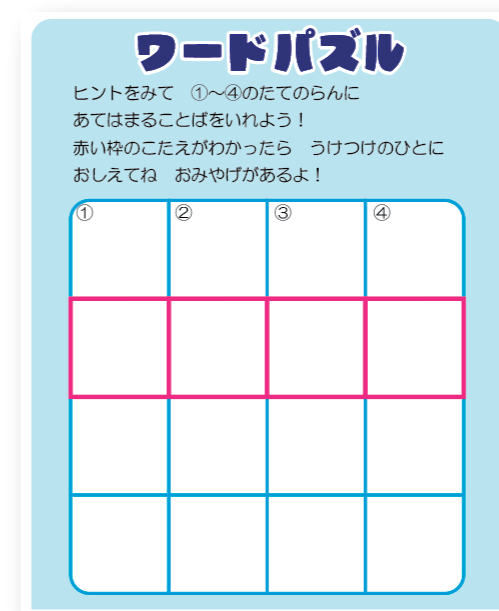 ワードパズル
ヒントをみて　①～④のたてのらんに
あてはまることばをいれよう！
赤い枠のこたえがわかったら　うけつけのひとに
おしえてね　おみやげがあるよ！
① ② ③ ④